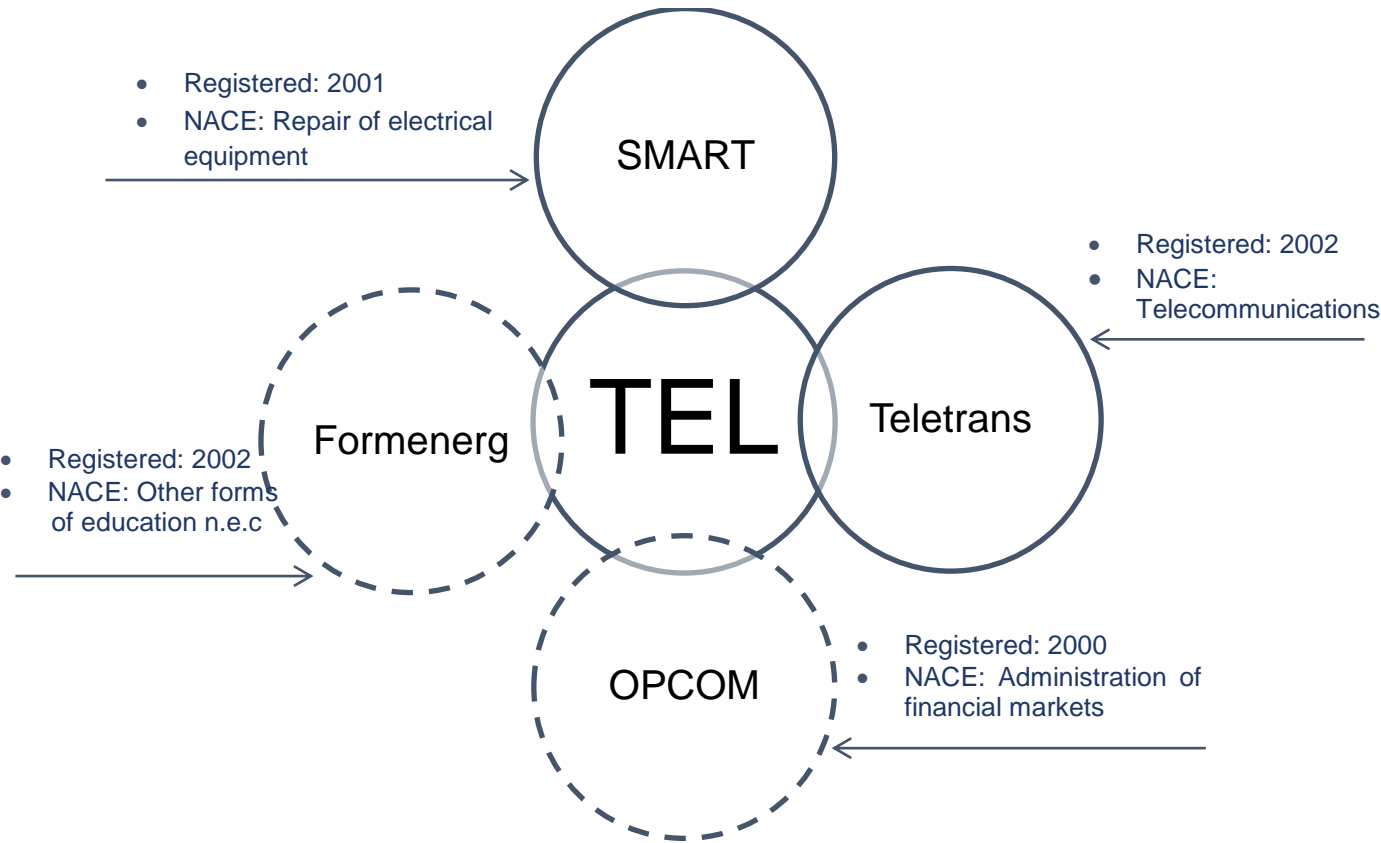 • Registered: 2001
• NACE: Repair of electrical
equipment
SMART
• Registered: 2002
• NACE:
Telecommunications
TEL
Teletrans
Formenerg
• Registered: 2002
• NACE: Other forms
of education n.e.c
OPCOM
• Registered: 2000
• NACE: Administration of
financial markets